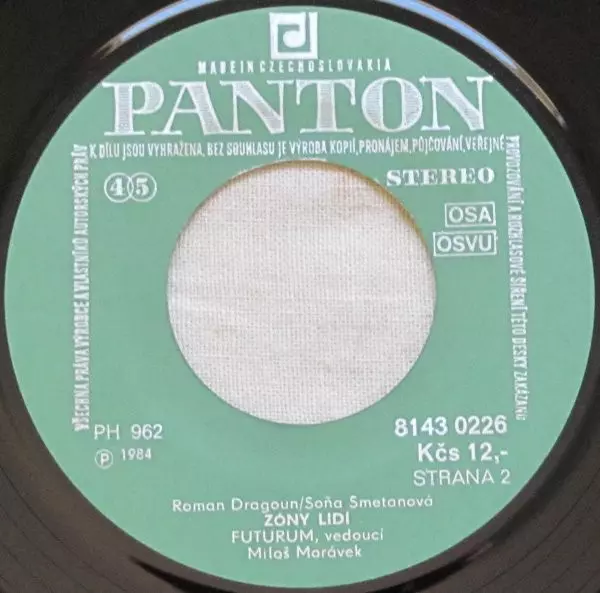 MADE IN CZECHOSLOVAKIA
PANTON
VŠECHNA PRÁVA VÝROBCE A VLASTNÍKŮ AUTORSKÝCH PRÁV
K DÍLU JSOU VYHRAŽENA. BEZ SOUHLASU JE VÝROBA KOPIÍ, PRONÁJEM, PŮJČOVÁNÍ, VEŘEJNÉ
PROVOZOVÁNÍ A ROZHLASOVÉ ŠÍŘENÍ TÉTO DESKY ZAKÁZÁNO
45
STEREO
OSA
OSVU
PH 962
8143 0226
Ⓟ 1984
Kčs 12,-
STRANA 2
Roman Dragoun/Soňa Smetanová
ZÓNY LIDÍ
FUTURUM, vedoucí
Miloš Morávek